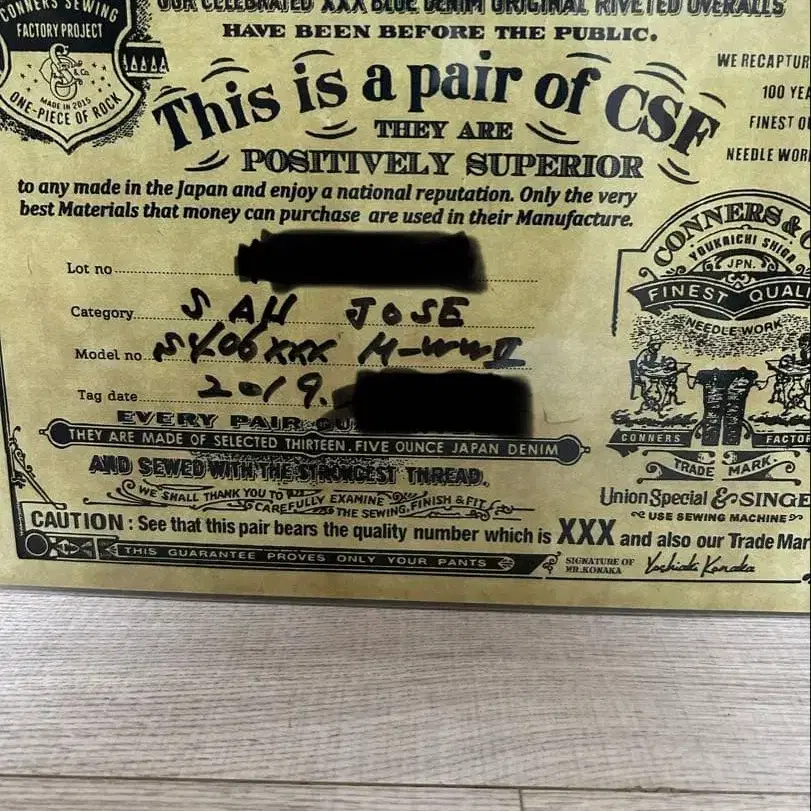 CONNERS SEWING
FACTORY PROJECT
S & Co.
MADE IN 2015
ONE-PIECE OF ROCK
OUR CELEBRATED XXX BLUE DENIM ORIGINAL RIVETED OVERALLS
HAVE BEEN BEFORE THE PUBLIC.
This is a pair of CSF
THEY ARE
POSITIVELY SUPERIOR
to any made in the Japan and enjoy a national reputation. Only the very
best Materials that money can purchase are used in their Manufacture.
WE RECAPTUR
100 YEA
FINEST O
NEEDLE WOR
Lot no
Category SAN JOSE
Model no S406XXX M-WWII
Tag date 2019.
EVERY PAIR GU
THEY ARE MADE OF SELECTED THIRTEEN.FIVE OUNCE JAPAN DENIM
AND SEWED WITH THE STRONGEST THREAD.
WE SHALL THANK YOU TO
CAREFULLY EXAMINE
THE SEWING, FINISH & FIT
CONNERS &
YOUKAICHI SHIGA
JPN.
FINEST QUALI
NEEDLE WORK
CONNERS FACTO
TRADE MARK
Union Special & SINGE
USE SEWING MACHINE
CAUTION : See that this pair bears the quality number which is XXX and also our Trade Mar
THIS GUARANTEE PROVES ONLY YOUR PANTS
SIGNATURE OF
MR.KONAKA
Yoshiaki Konaka